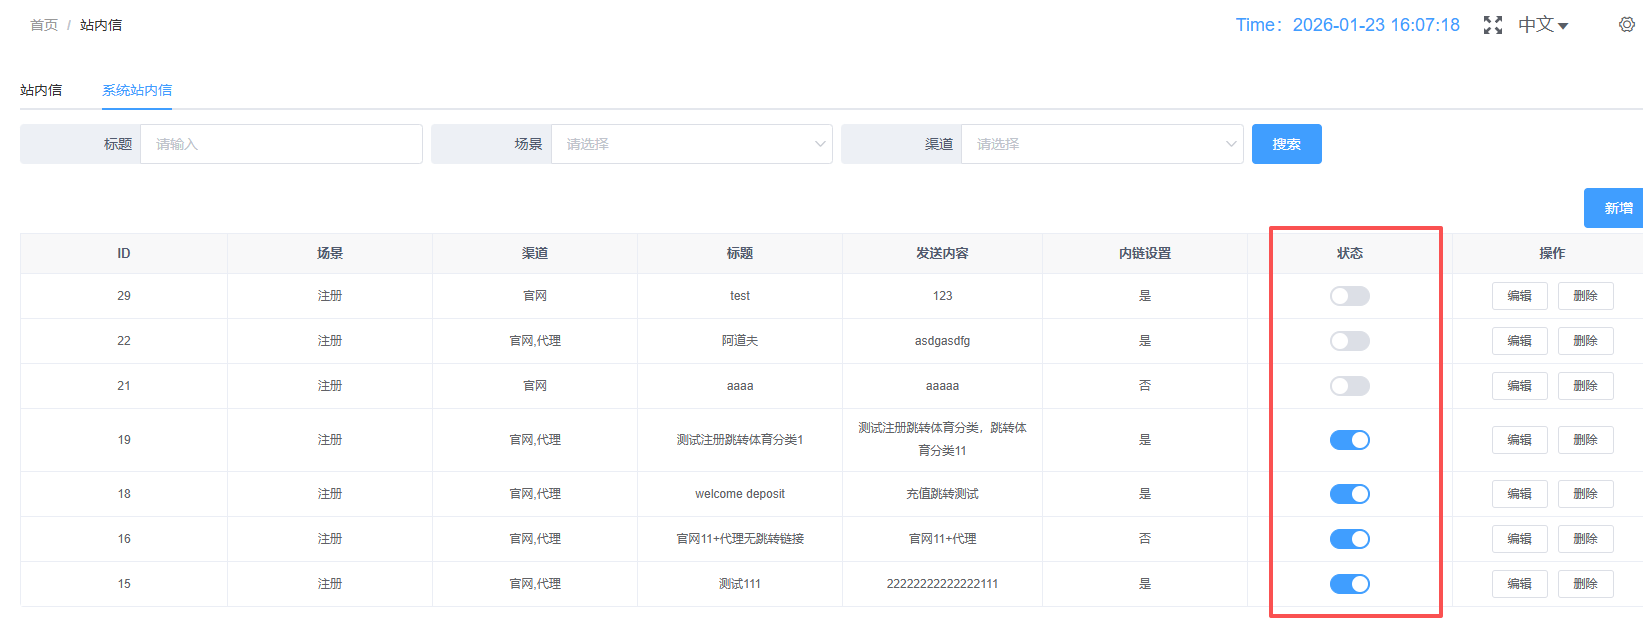 首页 / 站内信
Time：2026-01-23 16:07:18
中文
站内信 系统站内信
标题 请输入 场景 请选择 渠道 请选择 搜索
新增
ID 场景 渠道 标题 发送内容 内链设置 状态 操作
29 注册 官网 test 123 是 编辑 删除
22 注册 官网,代理 阿道夫 asdgasdfg 是 编辑 删除
21 注册 官网 aaaa aaaaa 否 编辑 删除
19 注册 官网,代理 测试注册跳转体育分类1 测试注册跳转体育分类，跳转体
育分类11 是 编辑 删除
18 注册 官网,代理 welcome deposit 充值跳转测试 是 编辑 删除
16 注册 官网,代理 官网11+代理无跳转链接 官网11+代理 否 编辑 删除
15 注册 官网,代理 测试111 22222222222222111 是 编辑 删除